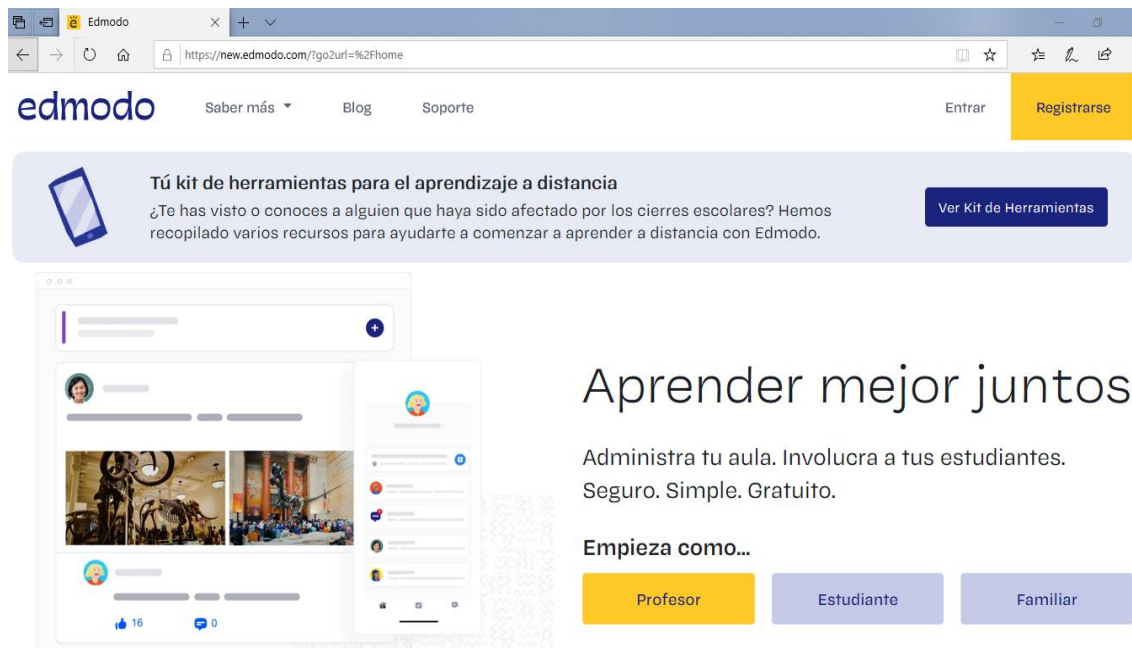 Edmodo
https://new.edmodo.com/?go2url=%2Fhome
edmodo
Saber más
Blog
Soporte
Entrar
Registrarse
Tú kit de herramientas para el aprendizaje a distancia
¿Te has visto o conoces a alguien que haya sido afectado por los cierres escolares? Hemos
recopilado varios recursos para ayudarte a comenzar a aprender a distancia con Edmodo.
Ver Kit de Herramientas
Aprender mejor juntos
Administra tu aula. Involucra a tus estudiantes.
Seguro. Simple. Gratuito.
Empieza como...
Profesor
Estudiante
Familiar
16
0